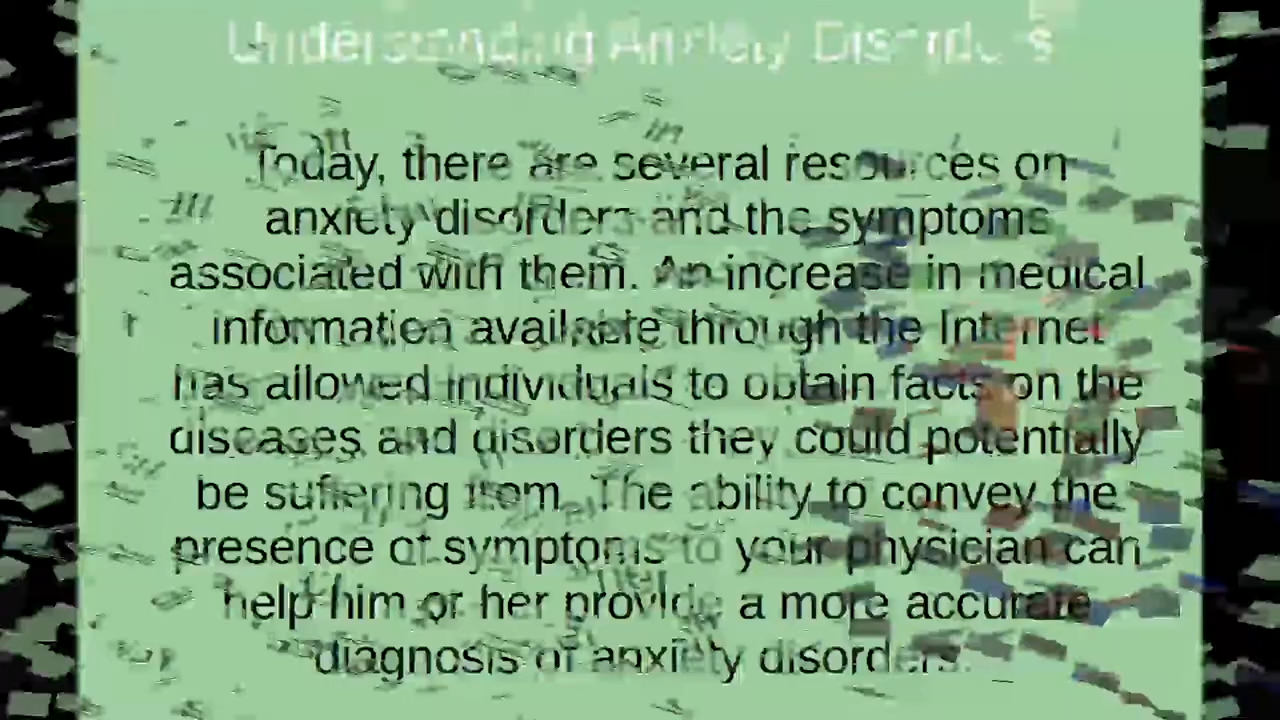 Understanding Anxiety Disorders
Today, there are several resources on
anxiety disorders and the symptoms
associated with them. An increase in medical
information available through the Internet
has allowed individuals to obtain facts on the
diseases and disorders they could potentially
be suffering from. The ability to convey the
presence of symptoms to your physician can
help him or her provide a more accurate
diagnosis of anxiety disorders.